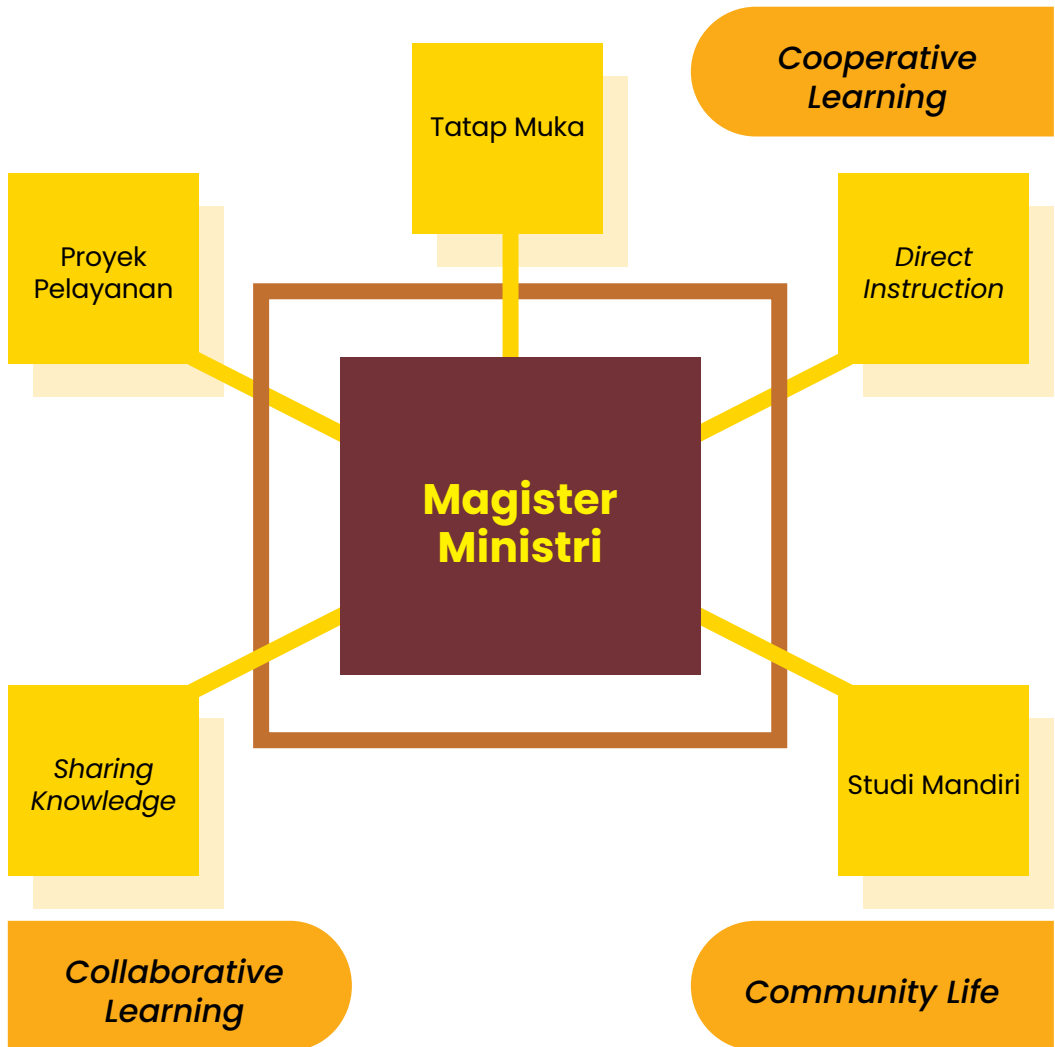 Cooperative
Learning
Tatap Muka
Proyek
Pelayanan
Direct
Instruction
Magister
Ministri
Sharing
Knowledge
Studi Mandiri
Collaborative
Learning
Community Life